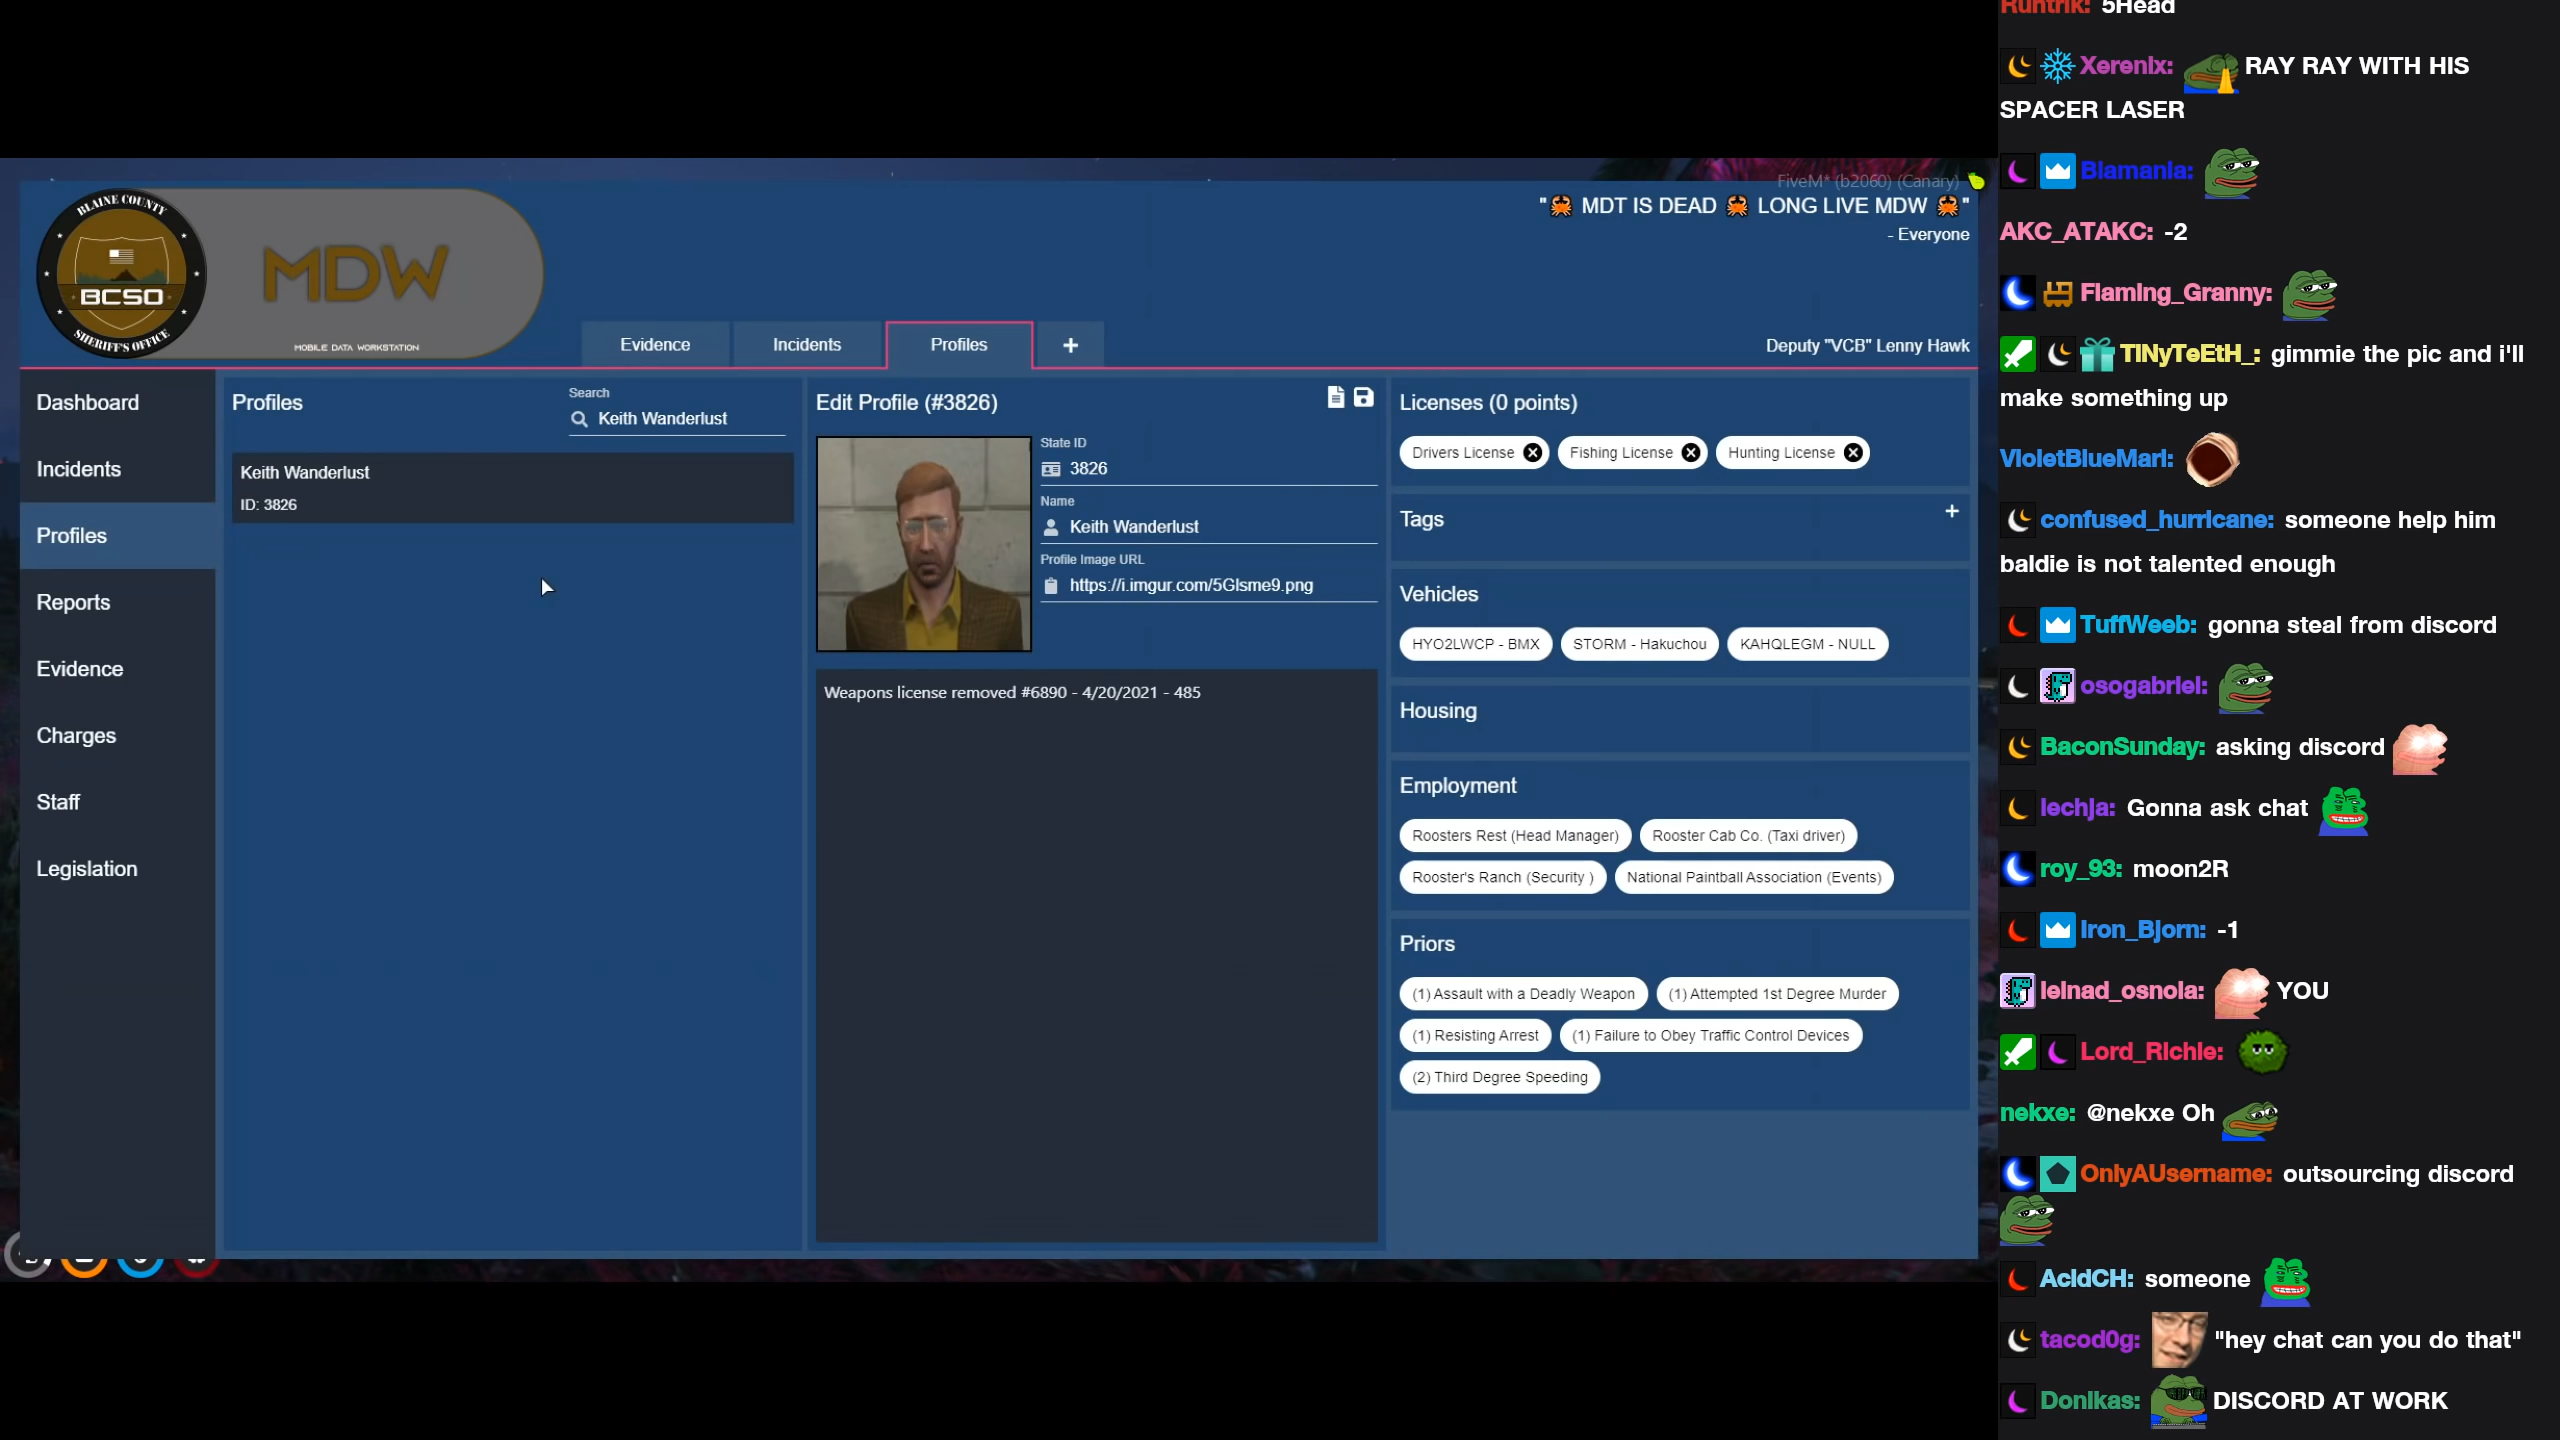 FiveM* (b2060) (Canary)
"🦀 MDT IS DEAD 🦀 LONG LIVE MDW 🦀"
- Everyone
BLAINE COUNTY
BCSO
SHERIFF'S OFFICE
MDW
MOBILE DATA WORKSTATION
Evidence
Incidents
Profiles
+
Deputy "VCB" Lenny Hawk
Dashboard
Incidents
Profiles
Reports
Evidence
Charges
Staff
Legislation
Profiles
Search
Keith Wanderlust
Keith Wanderlust
ID: 3826
Edit Profile (#3826)
State ID
3826
Name
Keith Wanderlust
Profile Image URL
https://i.imgur.com/5GIsme9.png
Weapons license removed #6890 - 4/20/2021 - 485
Licenses (0 points)
Drivers License
Fishing License
Hunting License
Tags
+
Vehicles
HYO2LWCP - BMX
STORM - Hakuchou
KAHQLEGM - NULL
Housing
Employment
Roosters Rest (Head Manager)
Rooster Cab Co. (Taxi driver)
Rooster's Ranch (Security )
National Paintball Association (Events)
Priors
(1) Assault with a Deadly Weapon
(1) Attempted 1st Degree Murder
(1) Resisting Arrest
(1) Failure to Obey Traffic Control Devices
(2) Third Degree Speeding
Runtrik: 5Head
Xerenix: RAY RAY WITH HIS
SPACER LASER
Blamania:
AKC_ATAKC: -2
Flaming_Granny:
TINyTeEtH_: gimmie the pic and i'll
make something up
VioletBlueMarl:
confused_hurricane: someone help him
baldie is not talented enough
TuffWeeb: gonna steal from discord
osogabriel:
BaconSunday: asking discord
lechja: Gonna ask chat
roy_93: moon2R
Iron_Bjorn: -1
lelnad_osnola: YOU
Lord_Richie:
nekxe: @nekxe Oh
OnlyAUsername: outsourcing discord
AcidCH: someone
tacod0g: "hey chat can you do that"
Donikas: DISCORD AT WORK